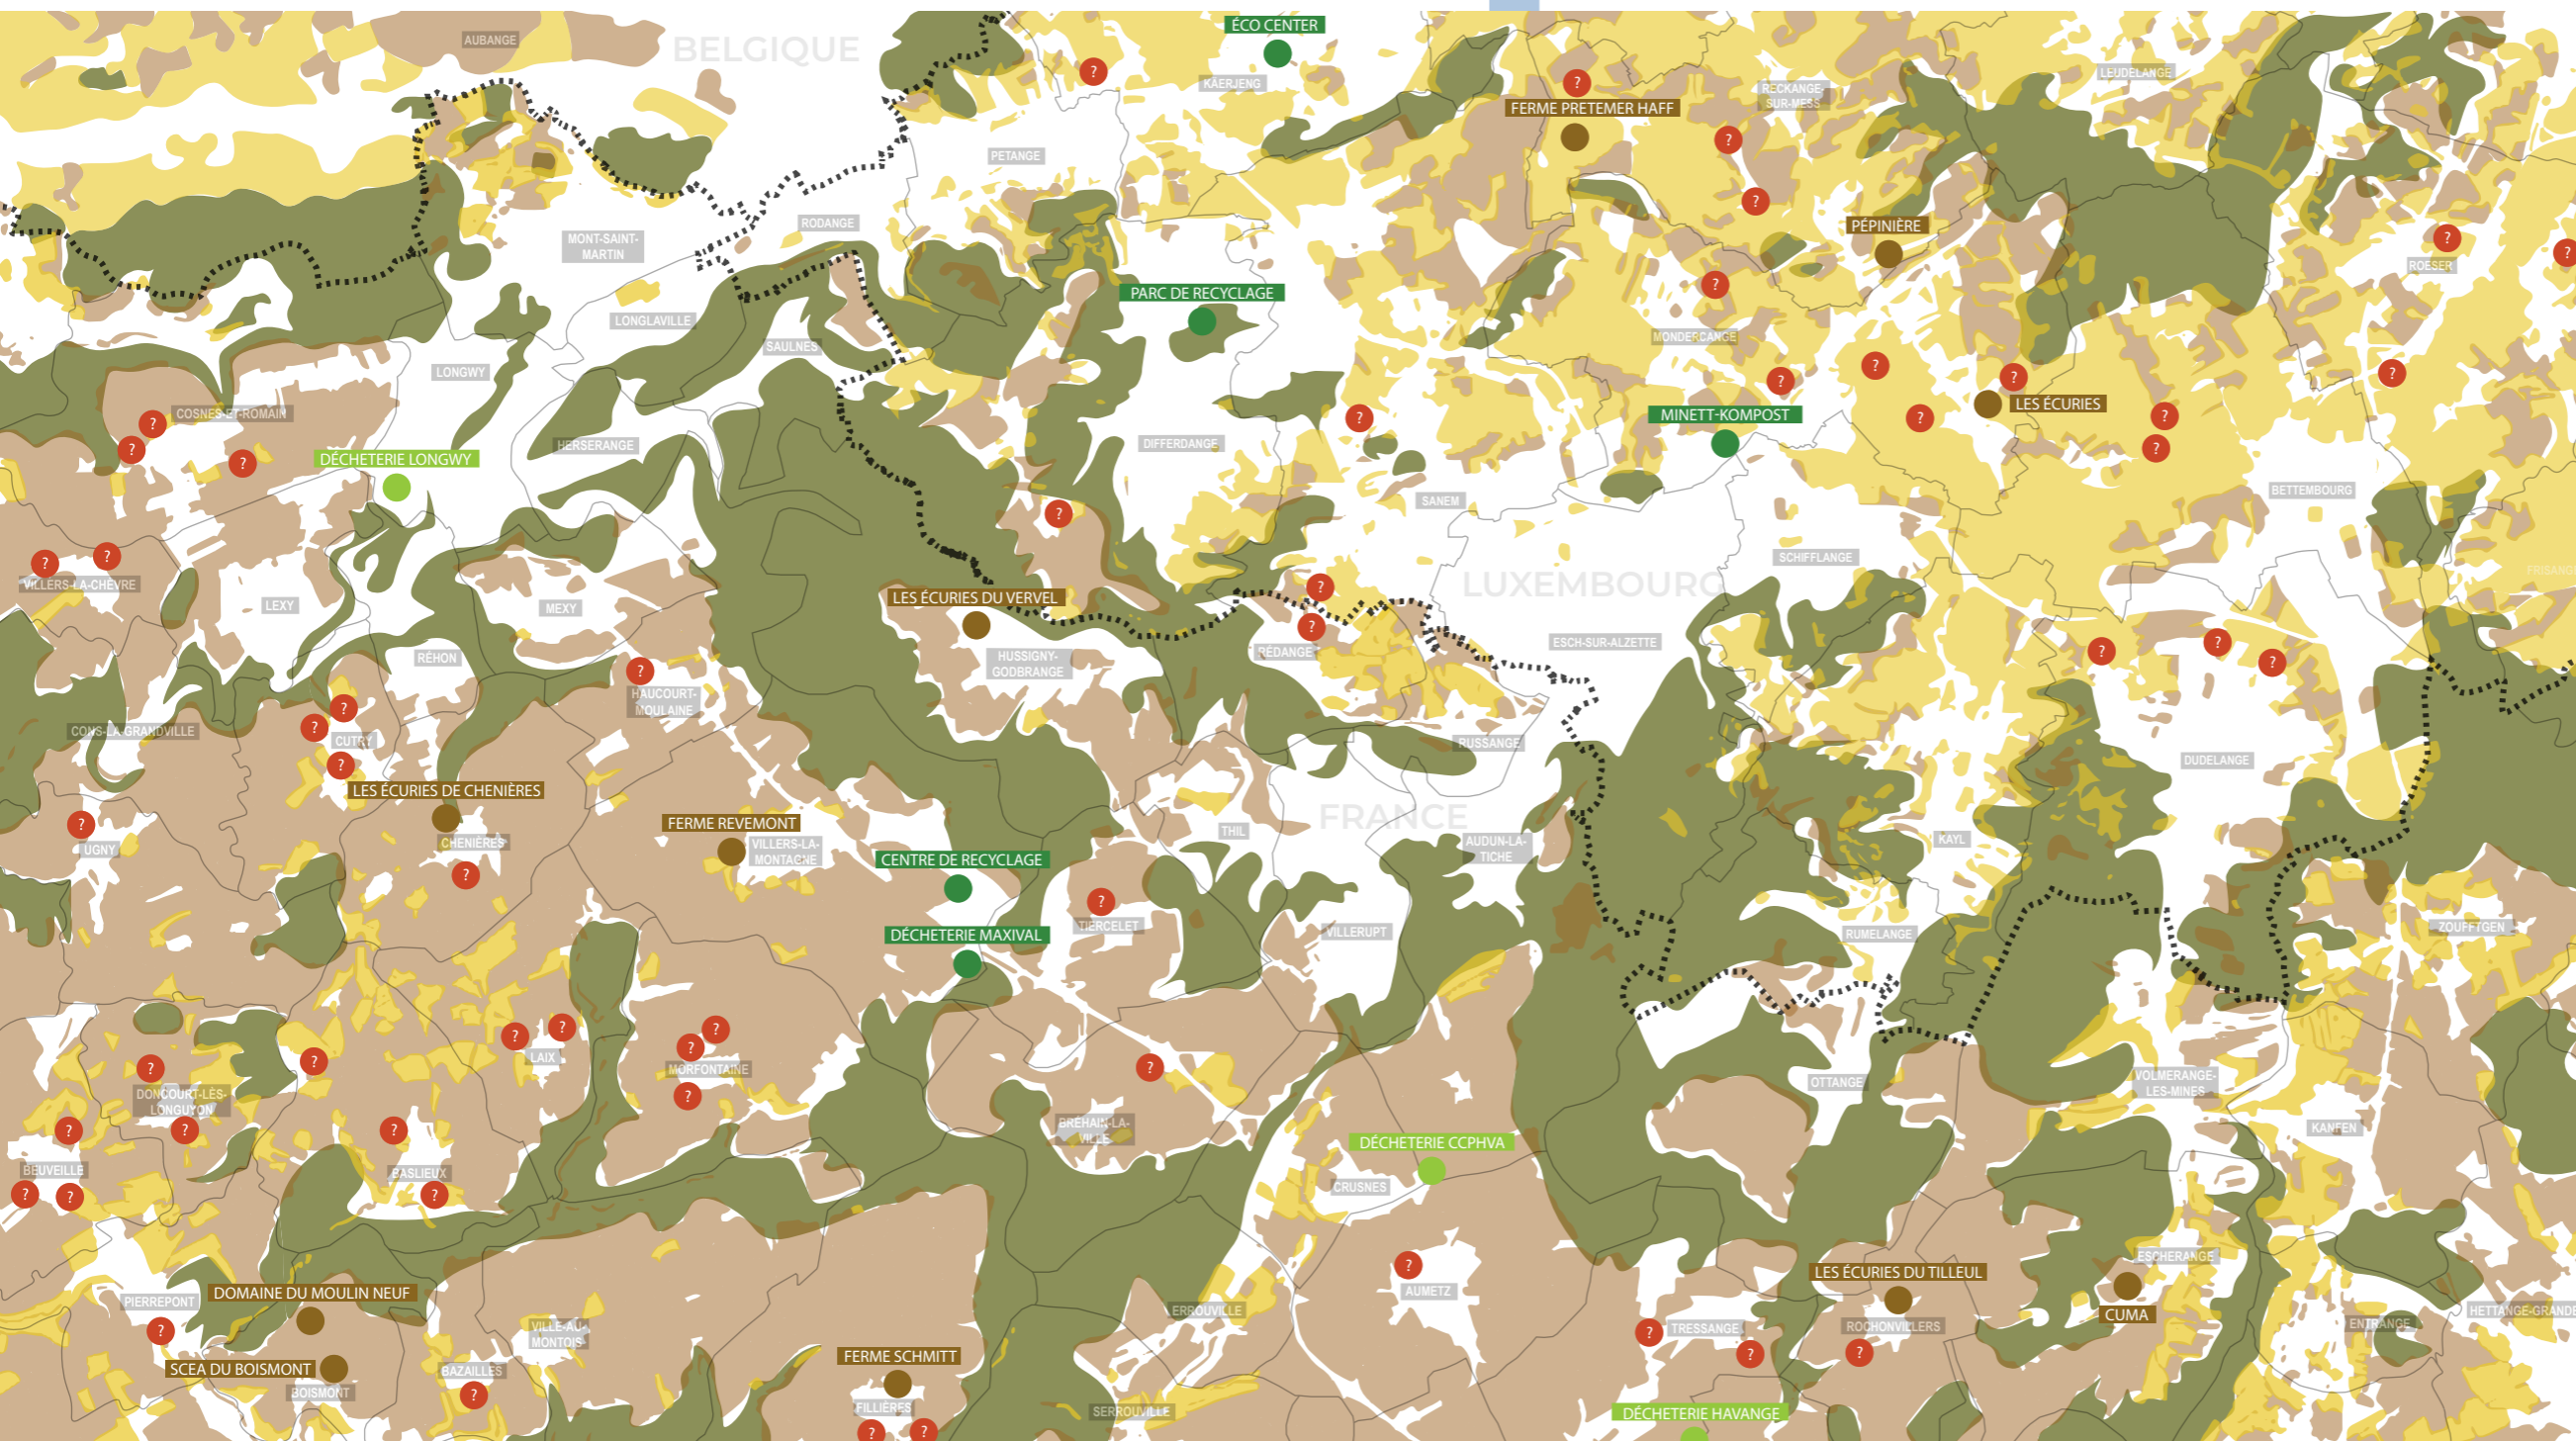 ÉCO CENTER
AUBANGE
BELGIQUE
KÄERJENG
LEUDELANGE
?
?
RECKANGE-
SUR-MESS
FERME PRETEMER HAFF
?
PETANGE
?
RODANGE
PÉPINIÈRE
MONT-SAINT-
MARTIN
?
?
ROESER
PARC DE RECYCLAGE
?
LONGLAVILLE
MONDERCANGE
SAULNES
LONGWY
?
?
?
?
LES ÉCURIES
COSNES-ET-ROMAIN
MINETT-KOMPOST
?
?
?
?
HERSERANGE
DIFFERDANGE
?
?
?
DÉCHETERIE LONGWY
BETTEMBOURG
SANEM
?
?
?
SCHIFFLANGE
FRISANGE
VILLERS-LA-CHÈVRE
LUXEMBOURG
?
LES ÉCURIES DU VERVEL
LEXY
MEXY
?
ESCH-SUR-ALZETTE
RÉDANGE
?
?
?
RÉHON
HUSSIGNY-
GODBRANGE
?
HAUCOURT-
MOULAINE
?
?
CONS-LA-GRANDVILLE
CUTRY
RUSSANGE
DUDELANGE
?
LES ÉCURIES DE CHENIÈRES
FRANCE
?
FERME REVEMONT
THIL
KAYL
UGNY
CHENIÈRES
VILLERS-LA-
MONTAGNE
AUDUN-LA-
TICHE
CENTRE DE RECYCLAGE
?
?
TIERCELET
ZOUFFTGEN
VILLERUPT
RUMELANGE
DÉCHETERIE MAXIVAL
?
?
?
?
LAIX
?
?
?
MORFONTAINE
VOLMERANGE-
LES-MINES
OTTANGE
DONCOURT-LÈS-
LONGUYON
?
BRÉHAIN-LA-
VILLE
?
?
?
KANFEN
DÉCHETERIE CCPHVA
BEUVEILLE
BASLIEUX
CRUSNES
?
?
?
ESCHERANGE
?
LES ÉCURIES DU TILLEUL
AUMETZ
DOMAINE DU MOULIN NEUF
PIERREPONT
ERROUVILLE
CUMA
HETTANGE-GRANDE
ENTRANGE
?
VILLE-AU-
MONTOIS
?
TRESSANGE
ROCHONVILLERS
?
?
FERME SCHMITT
SCEA DU BOISMONT
BAZAILLES
BOISMONT
?
FILLIÈRES
SERROUVILLE
DÉCHETERIE HAVANGE
?
?